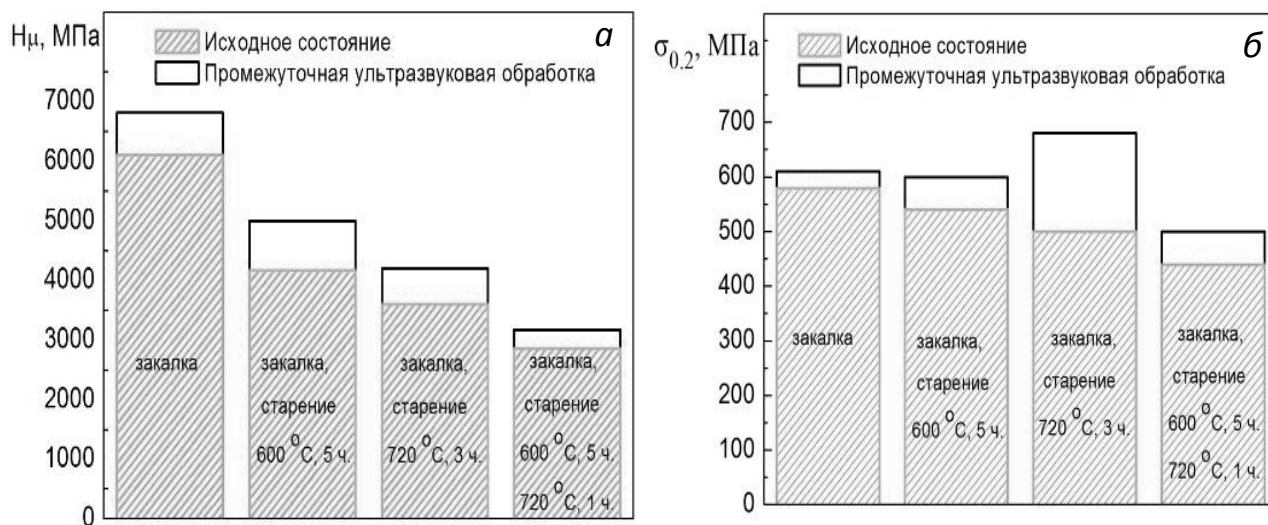 Hμ, МПа
а
Исходное состояние
Промежуточная ультразвуковая обработка
7000
6000
5000
4000
3000
2000
1000
0
закалка
закалка,
старение
600 °C, 5 ч.
закалка,
старение
720 °C, 3 ч.
закалка,
старение
600 °C, 5 ч.
720 °C, 1 ч.
σ0.2, МПа
б
Исходное состояние
Промежуточная ультразвуковая обработка
700
600
500
400
300
200
100
0
закалка
закалка,
старение
600 °C, 5 ч.
закалка,
старение
720 °C, 3 ч.
закалка,
старение
600 °C, 5 ч.
720 °C, 1 ч.